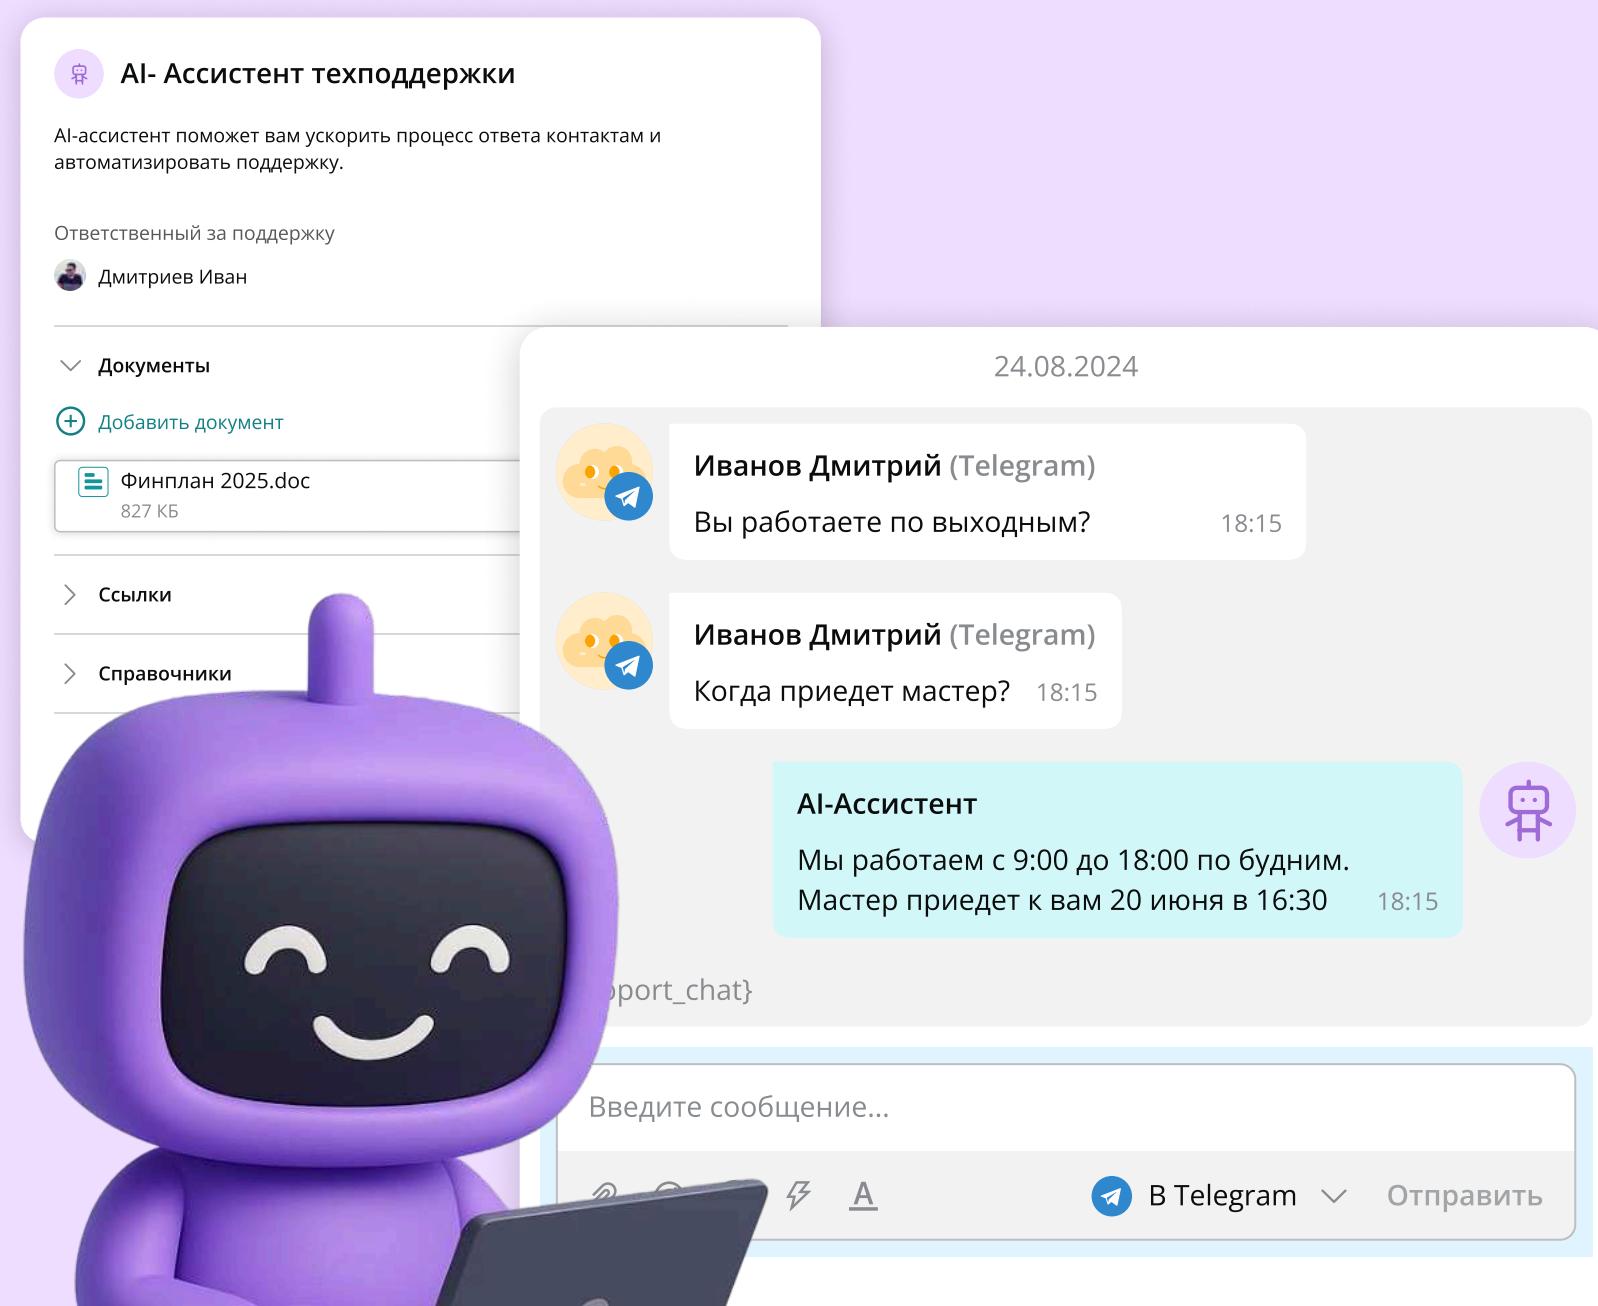 AI- Ассистент техподдержки
AI-ассистент поможет вам ускорить процесс ответа контактам и
автоматизировать поддержку.
Ответственный за поддержку
Дмитриев Иван
Документы
Добавить документ
Финплан 2025.doc
827 КБ
Ссылки
Справочники
24.08.2024
Иванов Дмитрий (Telegram)
Вы работаете по выходным? 18:15
Иванов Дмитрий (Telegram)
Когда приедет мастер? 18:15
AI-Ассистент
Мы работаем с 9:00 до 18:00 по будним.
Мастер приедет к вам 20 июня в 16:30 18:15
port_chat}
Введите сообщение...
A В Telegram Отправить